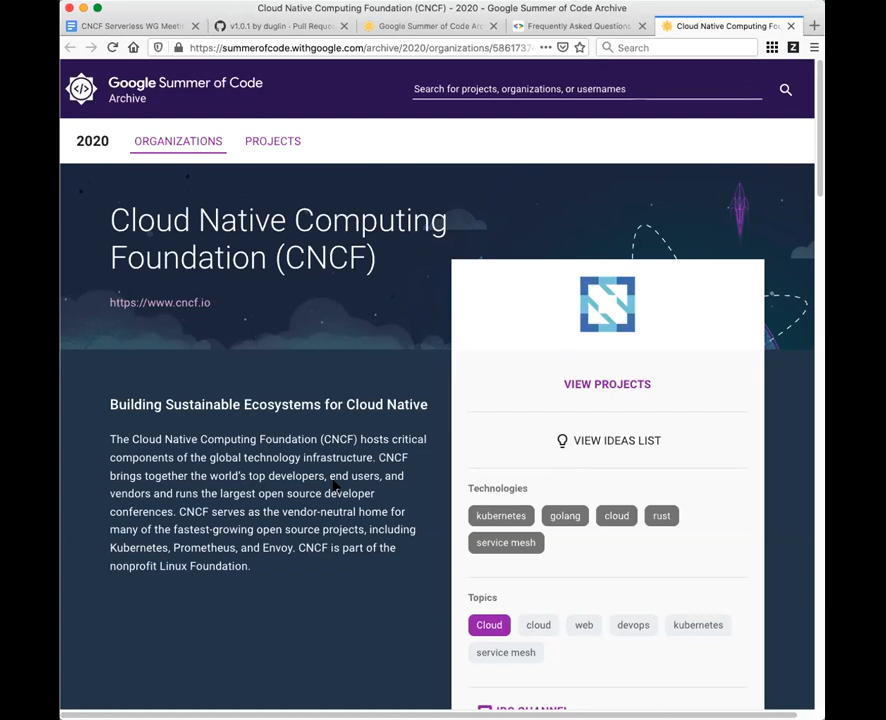 Cloud Native Computing Foundation (CNCF) - 2020 | Google Summer of Code Archive
CNCF Serverless WG Meeti
v1.0.1 by duglin - Pull Reque
Google Summer of Code Arc
Frequently Asked Questions
Cloud Native Computing Fou
https://summerofcode.withgoogle.com/archive/2020/organizations/586173
Search
Google Summer of Code
Archive
Search for projects, organizations, or usernames
2020
ORGANIZATIONS
PROJECTS
Cloud Native Computing
Foundation (CNCF)
https://www.cncf.io
VIEW PROJECTS
Building Sustainable Ecosystems for Cloud Native
The Cloud Native Computing Foundation (CNCF) hosts critical
components of the global technology infrastructure. CNCF
brings together the world's top developers, end users, and
vendors and runs the largest open source developer
conferences. CNCF serves as the vendor-neutral home for
many of the fastest-growing open source projects, including
Kubernetes, Prometheus, and Envoy. CNCF is part of the
nonprofit Linux Foundation.
VIEW IDEAS LIST
Technologies
kubernetes golang cloud rust
service mesh
Topics
Cloud cloud web devops kubernetes
service mesh
IRC CHANNEL